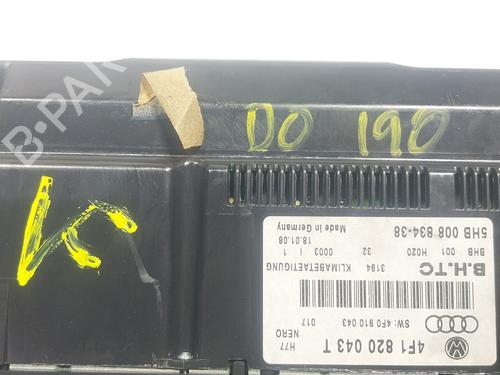 DO 190
4F1 820 043 T
H77 NERO
SW: 4F0 910 043 017
B.H.TC 3194 KLIMABETAETIGUNG
BHB 001 H020 32 0003 I 1
18.01.08
5HB 008 834-38 Made in Germany
B-PAR